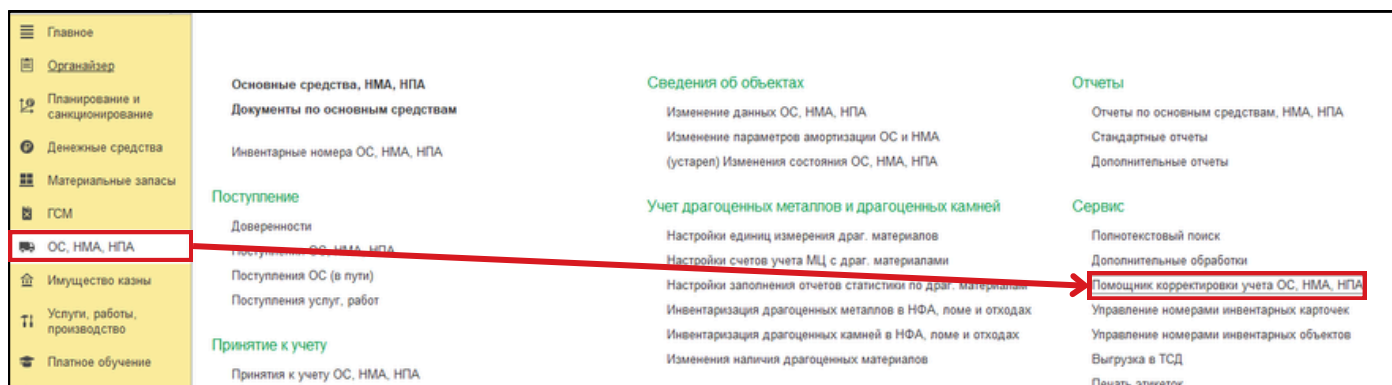 Главное
Органайзер
Планирование и
санкционирование
Денежные средства
Материальные запасы
ГСМ
ОС, НМА, НПА
Имущество казны
Услуги, работы,
производство
Платное обучение
Основные средства, НМА, НПА
Документы по основным средствам
Инвентарные номера ОС, НМА, НПА
Поступление
Доверенности
Поступления ОС, НМА, НПА
Поступления ОС (в пути)
Поступления услуг, работ
Принятие к учету
Принятия к учету ОС, НМА, НПА
Сведения об объектах
Изменение данных ОС, НМА, НПА
Изменение параметров амортизации ОС и НМА
(устарел) Изменения состояния ОС, НМА, НПА
Учет драгоценных металлов и драгоценных камней
Настройки единиц измерения драг. материалов
Настройки счетов учета МЦ с драг. материалами
Настройки заполнения отчетов статистики по драг. материалам
Инвентаризация драгоценных металлов в НФА, ломе и отходах
Инвентаризация драгоценных камней в НФА, ломе и отходах
Изменения наличия драгоценных материалов
Отчеты
Отчеты по основным средствам, НМА, НПА
Стандартные отчеты
Дополнительные отчеты
Сервис
Полнотекстовый поиск
Дополнительные обработки
Помощник корректировки учета ОС, НМА, НПА
Управление номерами инвентарных карточек
Управление номерами инвентарных объектов
Выгрузка в ТСД
Печать этикеток